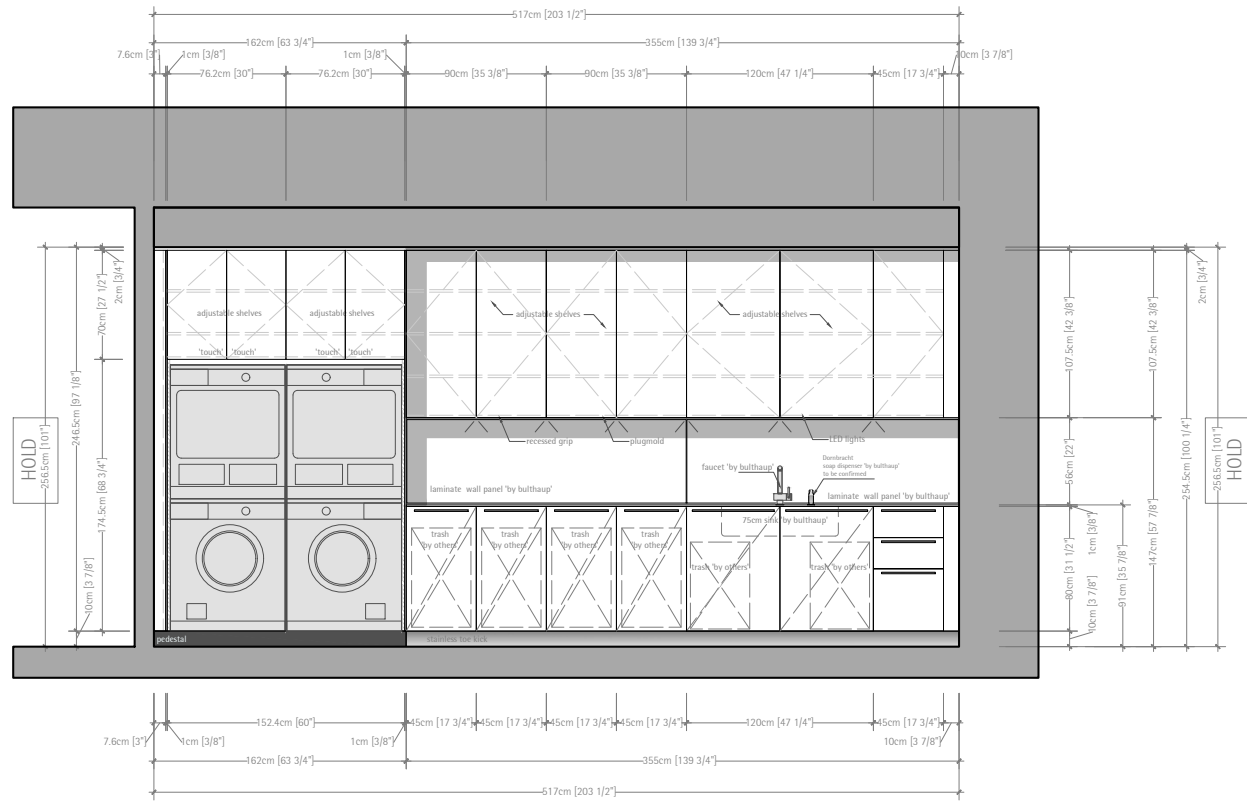 517cm [203 1/2"]
162cm [63 3/4"]
355cm [139 3/4"]
7.6cm [3"]
1cm [3/8"]
1cm [3/8"]
10cm [3 7/8"]
76.2cm [30"]
76.2cm [30"]
90cm [35 3/8"]
90cm [35 3/8"]
120cm [47 1/4"]
45cm [17 3/4"]
HOLD
256.5cm [101"]
246.5cm [97 1/8"]
70cm [27 1/2"]
2cm [3/4"]
174.5cm [68 3/4"]
10cm [3 7/8"]
adjustable shelves
adjustable shelves
adjustable shelves
adjustable shelves
'touch'
'touch'
'touch'
'touch'
recessed grip
plugmold
LED lights
faucet 'by bulthaup'
Dornbracht
soap dispenser 'by bulthaup'
to be confirmed
laminate wall panel 'by bulthaup'
laminate wall panel 'by bulthaup'
75cm sink 'by bulthaup'
trash
'by others'
trash
'by others'
trash
'by others'
trash
'by others'
trash 'by others'
trash 'by others'
pedestal
stainless toe kick
107.5cm [42 3/8"]
56cm [22"]
1cm [3/8"]
80cm [31 1/2"]
10cm [3 7/8"]
91cm [35 7/8"]
107.5cm [42 3/8"]
147cm [57 7/8"]
254.5cm [100 1/4"]
2cm [3/4"]
256.5cm [101"]
HOLD
152.4cm [60"]
45cm [17 3/4"]
45cm [17 3/4"]
45cm [17 3/4"]
45cm [17 3/4"]
120cm [47 1/4"]
45cm [17 3/4"]
7.6cm [3"]
1cm [3/8"]
1cm [3/8"]
10cm [3 7/8"]
162cm [63 3/4"]
355cm [139 3/4"]
517cm [203 1/2"]